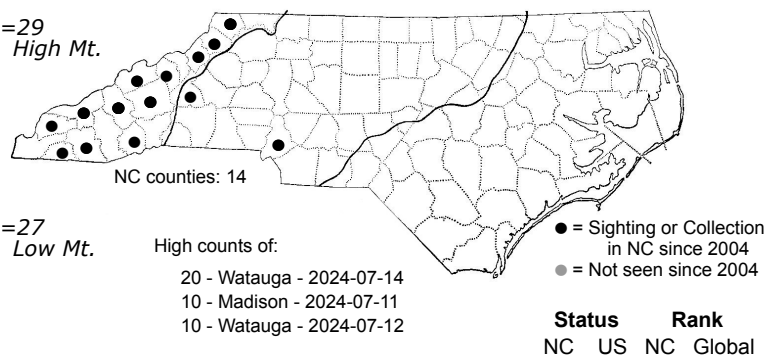 =29
High Mt.
NC counties: 14
=27
Low Mt.
High counts of:
20 - Watauga - 2024-07-14
10 - Madison - 2024-07-11
10 - Watauga - 2024-07-12
● = Sighting or Collection
in NC since 2004
● = Not seen since 2004
Status Rank
NC US NC Global